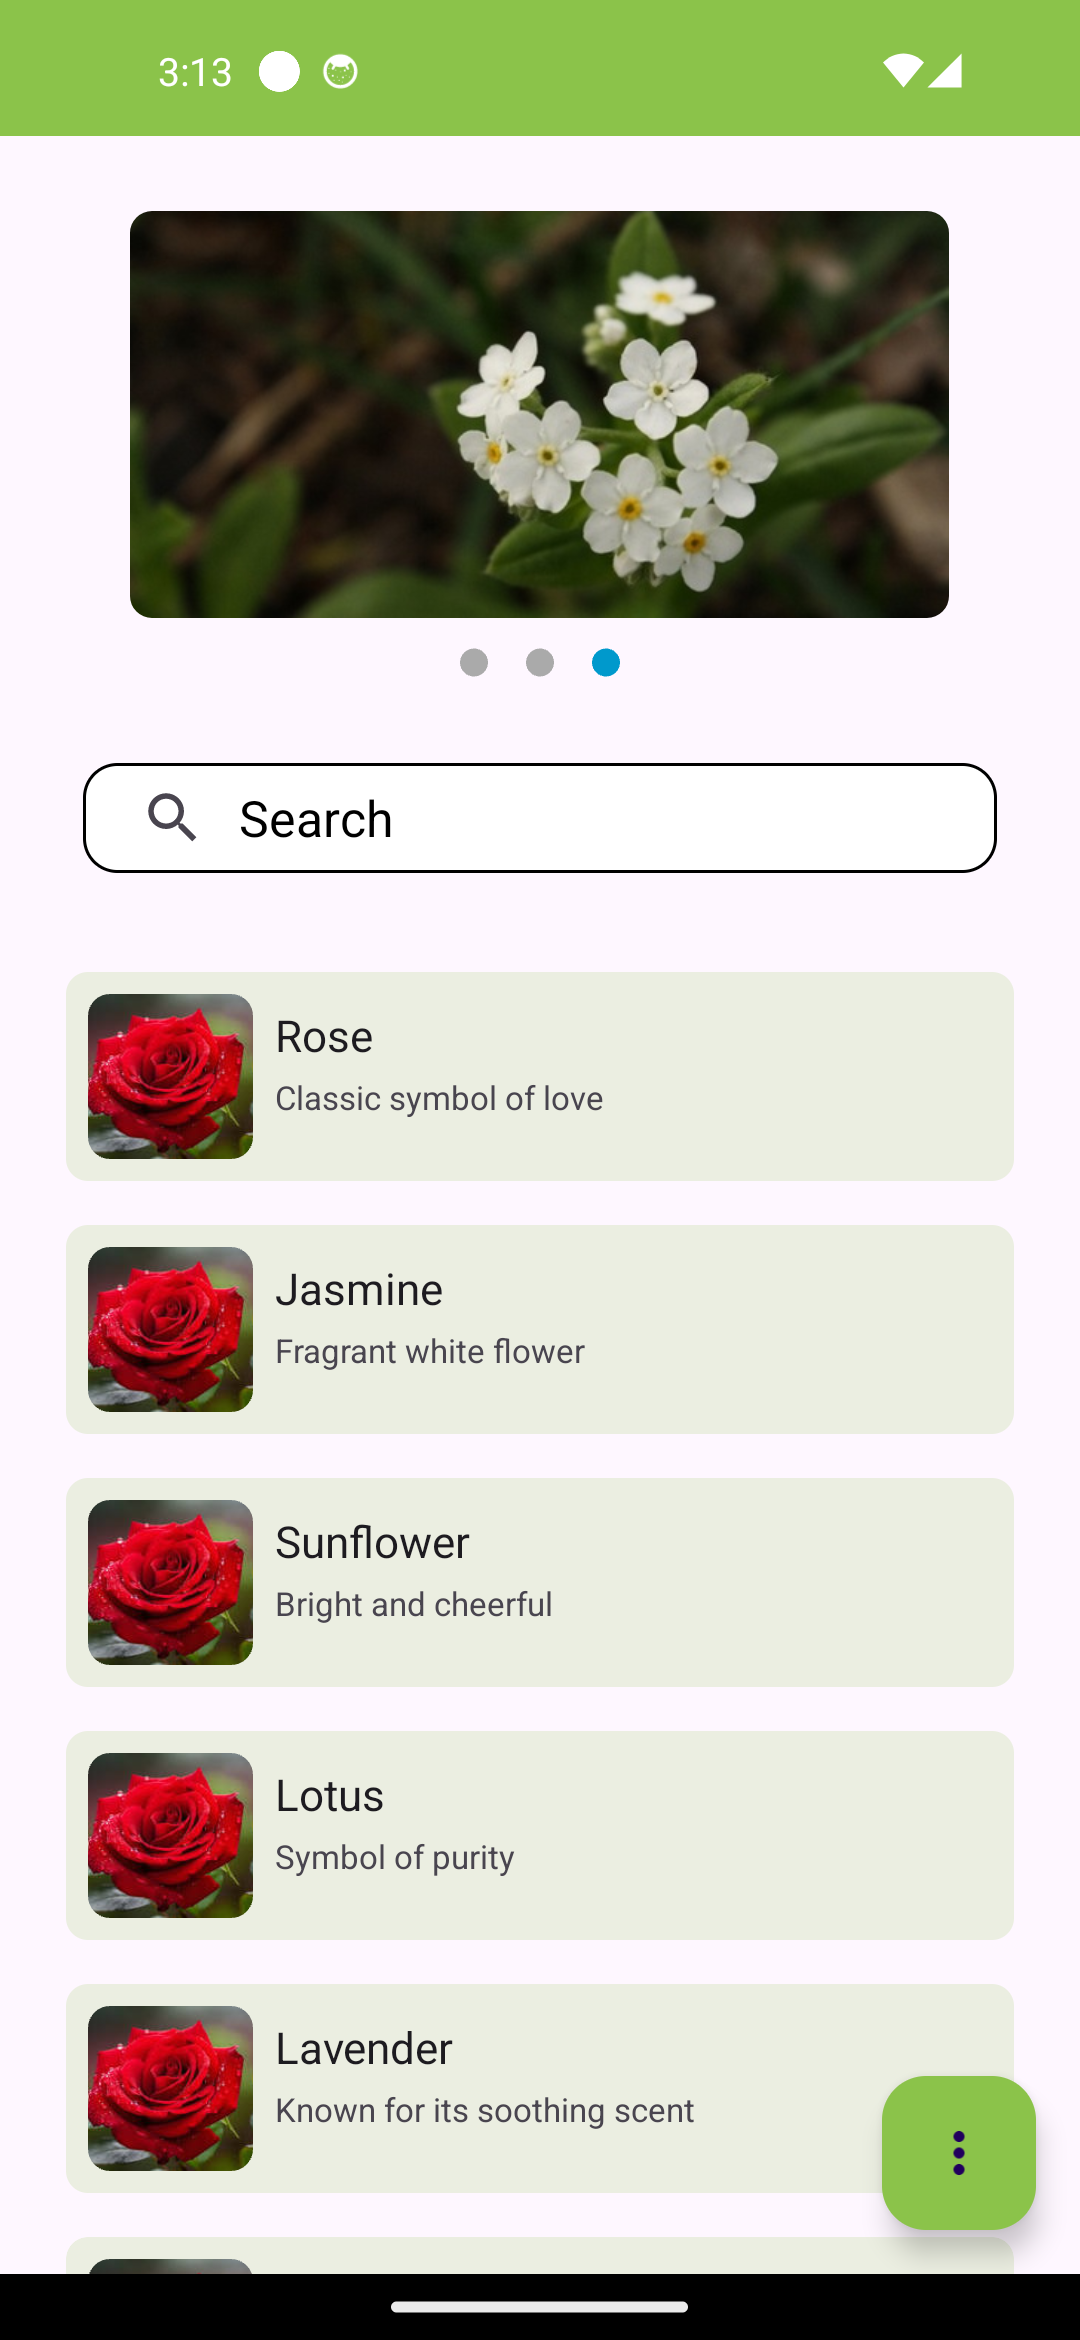 3:13
Search
Rose
Classic symbol of love
Jasmine
Fragrant white flower
Sunflower
Bright and cheerful
Lotus
Symbol of purity
Lavender
Known for its soothing scent